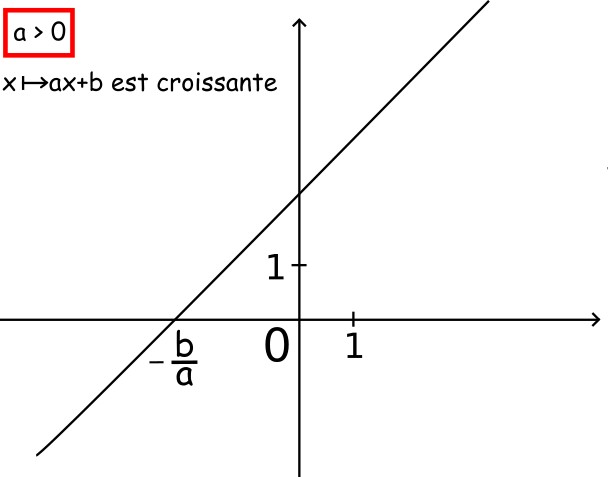 a > 0
x ↦ ax+b est croissante
1
0
1
− b/a